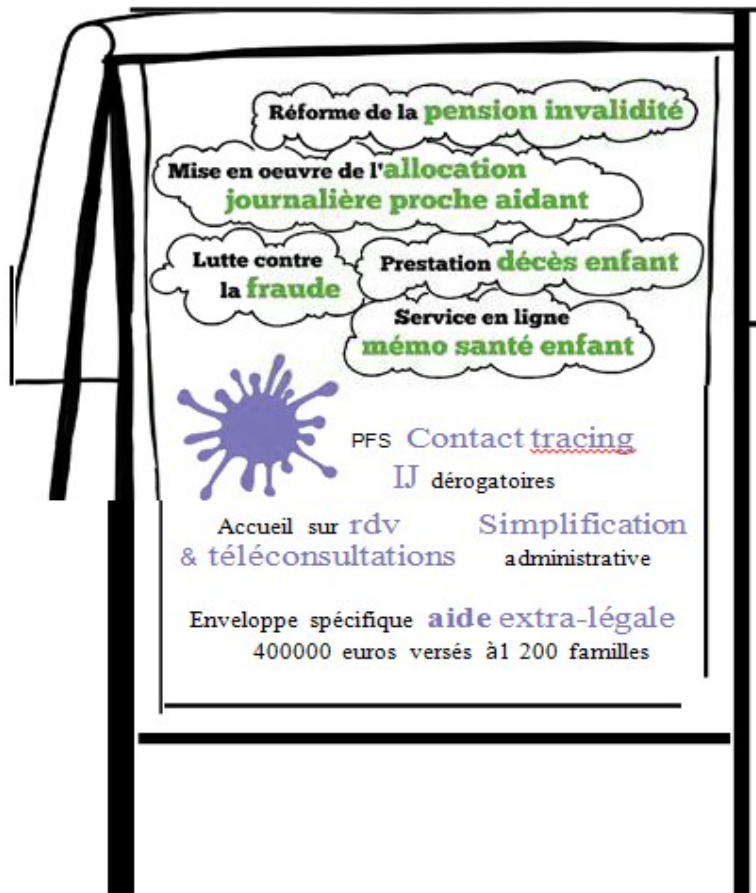 Réforme de la pension invalidité
Mise en oeuvre de l'allocation
journalière proche aidant
Lutte contre
la fraude
Prestation décès enfant
Service en ligne
mémo santé enfant
PFS Contact tracing
IJ dérogatoires
Accueil sur rdv
& téléconsultations
Simplification
administrative
Enveloppe spécifique aide extra-légale
400000 euros versés à1 200 familles